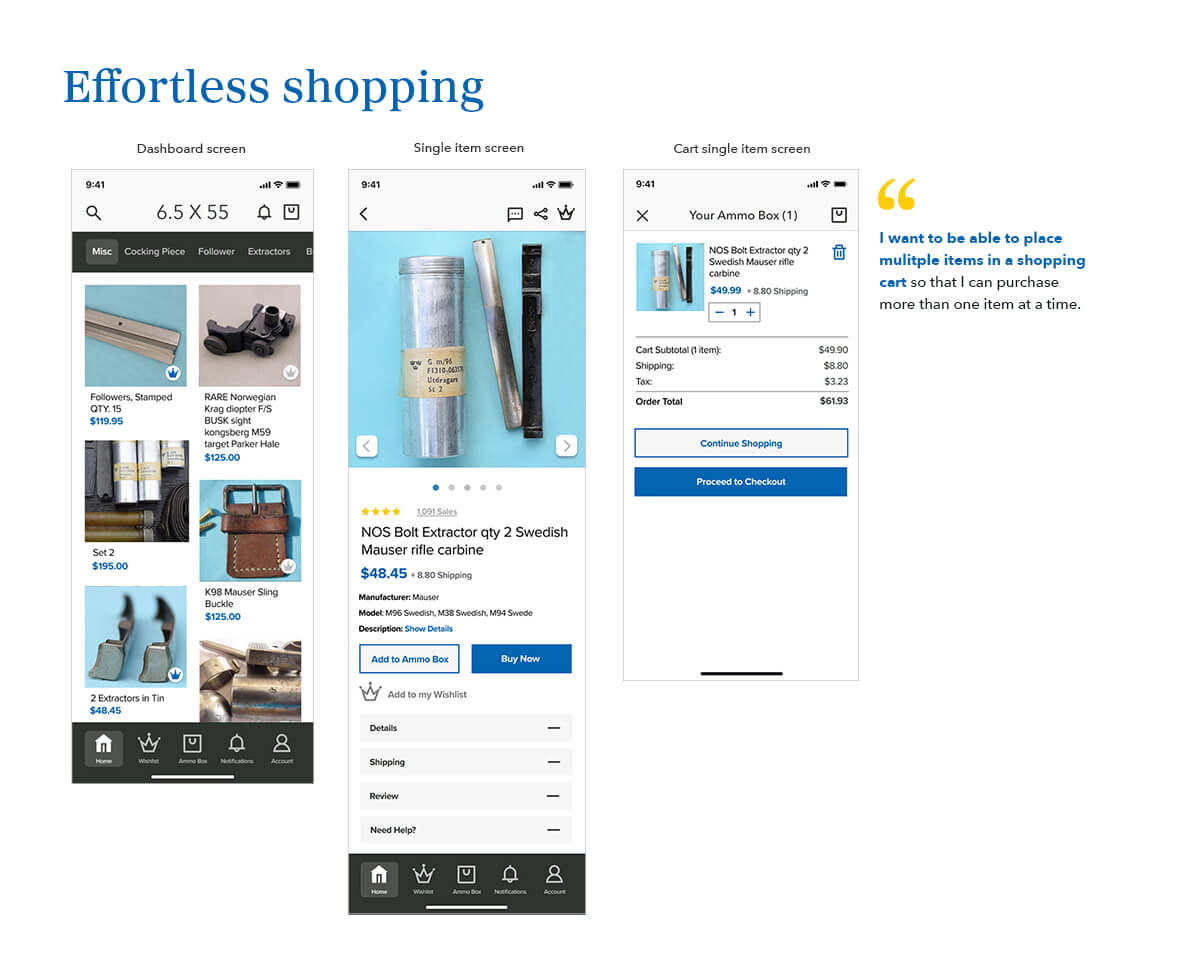 Effortless shopping
Dashboard screen
9:41
6.5 X 55
Misc Cocking Piece Follower Extractors B
Followers, Stamped
QTY. 15
$119.95
RARE Norwegian
Krag diopter F/S
BUSK sight
kongsberg M59
target Parker Hale
$125.00
Set 2
$195.00
K98 Mauser Sling
Buckle
$125.00
2 Extractors in Tin
$48.45
Home Wishlist Ammo Box Notifications Account
Single item screen
9:41
G m/96
F1310-063170
Utdragare
Sc 2
1,091 Sales
NOS Bolt Extractor qty 2 Swedish
Mauser rifle carbine
$48.45 + 8.80 Shipping
Manufacturer: Mauser
Model: M96 Swedish, M38 Swedish, M94 Swede
Description: Show Details
Add to Ammo Box Buy Now
Add to my Wishlist
Details
Shipping
Review
Need Help?
Home Wishlist Ammo Box Notifications Account
Cart single item screen
9:41
Your Ammo Box (1)
NOS Bolt Extractor qty 2
Swedish Mauser rifle
carbine
$49.99 + 8.80 Shipping
1
Cart Subtotal (1 item): $49.90
Shipping: $8.80
Tax: $3.23
Order Total $61.93
Continue Shopping
Proceed to Checkout
“
I want to be able to place
mulitple items in a shopping
cart so that I can purchase
more than one item at a time.